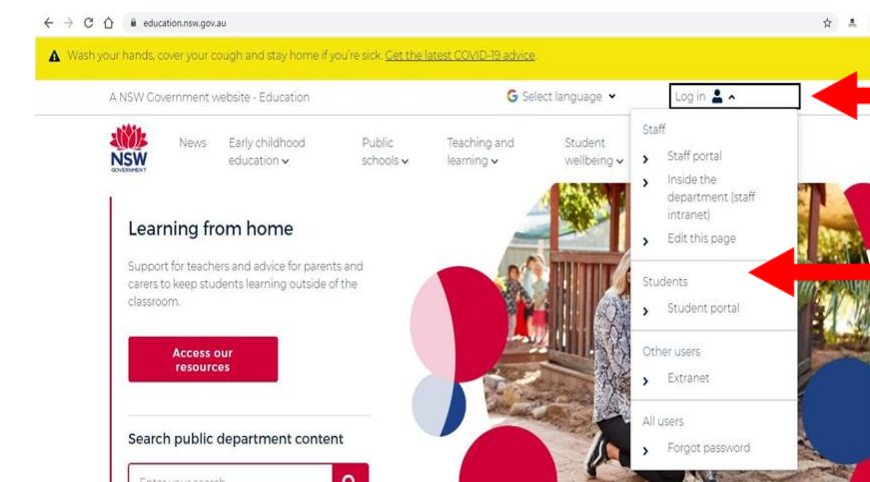 education.nsw.gov.au
Wash your hands, cover your cough and stay home if you're sick. Get the latest COVID-19 advice.
A NSW Government website - Education
Select language
Log in
NSW
GOVERNMENT
News
Early childhood
education
Public
schools
Teaching and
learning
Student
wellbeing
Staff
Staff portal
Inside the
department (staff
intranet)
Edit this page
Students
Student portal
Other users
Extranet
All users
Forgot password
Learning from home
Support for teachers and advice for parents and
carers to keep students learning outside of the
classroom.
Access our
resources
Search public department content
Enter your search